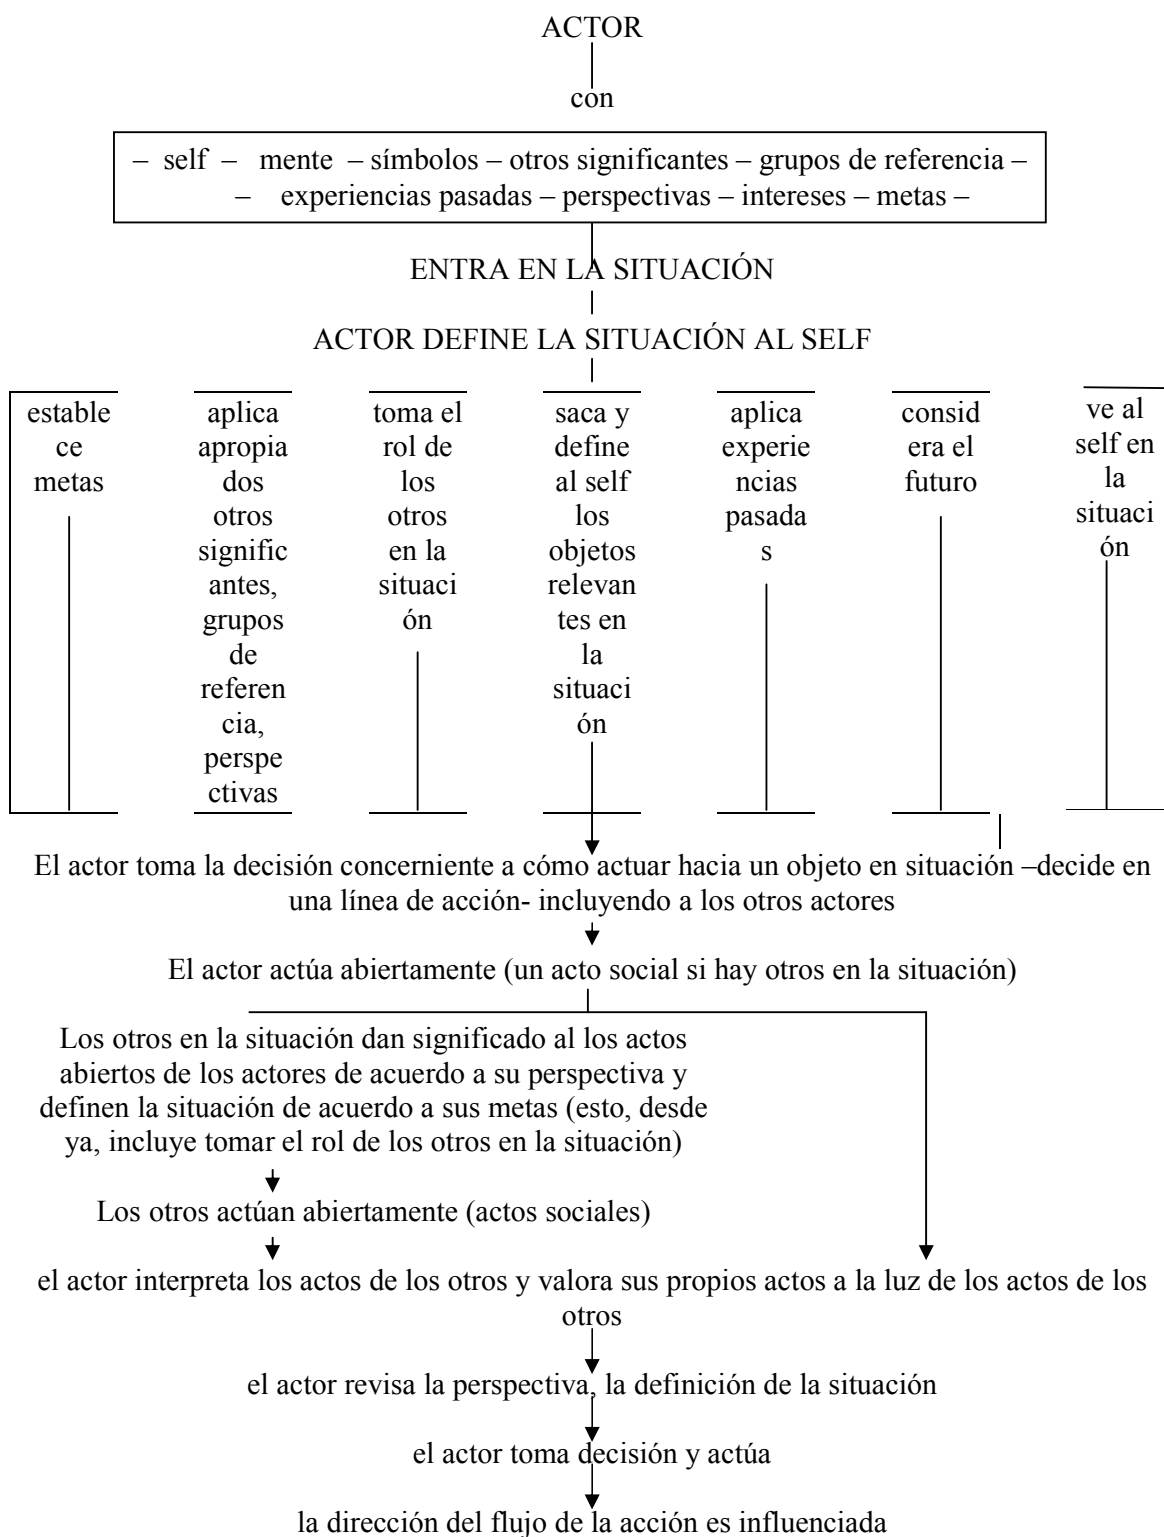 ACTOR
con
– self – mente – símbolos – otros significantes – grupos de referencia –
– experiencias pasadas – perspectivas – intereses – metas –
ENTRA EN LA SITUACIÓN
ACTOR DEFINE LA SITUACIÓN AL SELF
estable
ce
metas
aplica
apropia
dos
otros
signific
antes,
grupos
de
referen
cia,
perspe
ctivas
toma el
rol de
los
otros
en la
situaci
ón
saca y
define
al self
los
objetos
relevan
tes en
la
situaci
ón
aplica
experie
ncias
pasada
s
consid
era el
futuro
ve al
self en
la
situaci
ón
El actor toma la decisión concerniente a cómo actuar hacia un objeto en situación –decide en
una línea de acción- incluyendo a los otros actores
El actor actúa abiertamente (un acto social si hay otros en la situación)
Los otros en la situación dan significado al los actos
abiertos de los actores de acuerdo a su perspectiva y
definen la situación de acuerdo a sus metas (esto, desde
ya, incluye tomar el rol de los otros en la situación)
Los otros actúan abiertamente (actos sociales)
el actor interpreta los actos de los otros y valora sus propios actos a la luz de los actos de los
otros
el actor revisa la perspectiva, la definición de la situación
el actor toma decisión y actúa
la dirección del flujo de la acción es influenciada